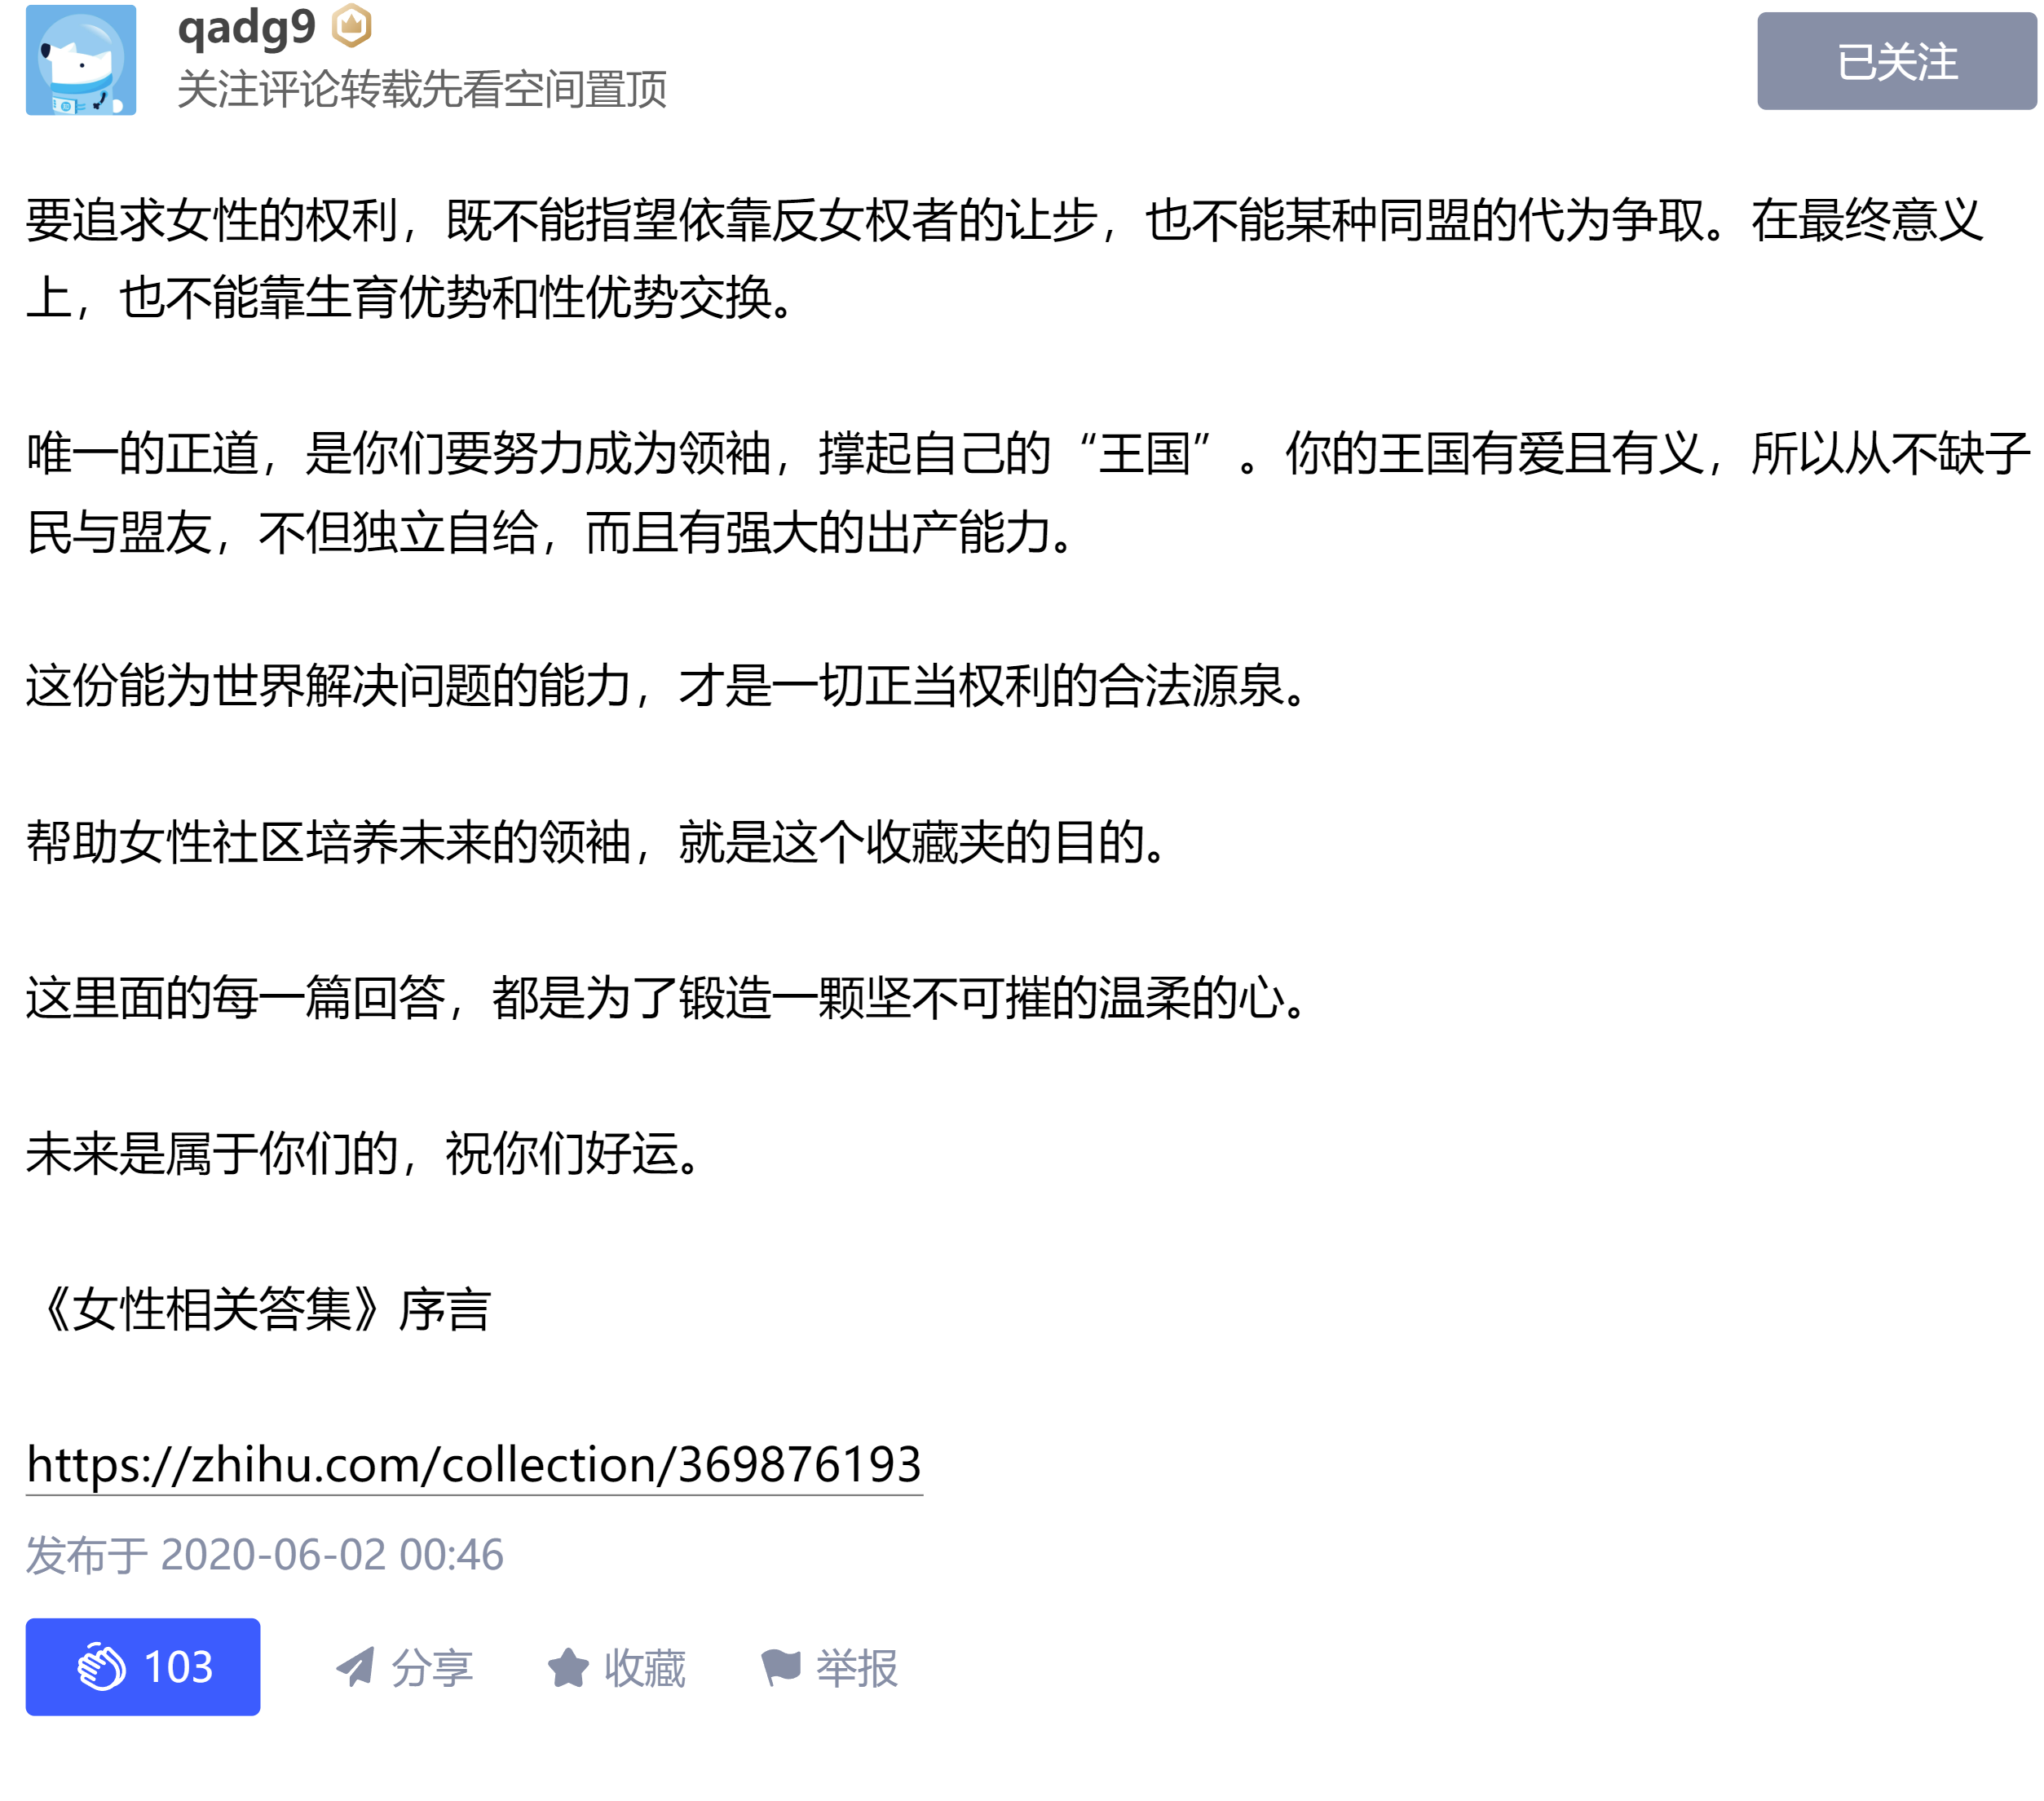 qadg9
关注评论转载先看空间置顶
已关注
要追求女性的权利，既不能指望依靠反女权者的让步，也不能某种同盟的代为争取。在最终意义
上，也不能靠生育优势和性优势交换。
唯一的正道，是你们要努力成为领袖，撑起自己的“王国”。你的王国有爱且有义，所以从不缺子
民与盟友，不但独立自给，而且有强大的出产能力。
这份能为世界解决问题的能力，才是一切正当权利的合法源泉。
帮助女性社区培养未来的领袖，就是这个收藏夹的目的。
这里面的每一篇回答，都是为了锻造一颗坚不可摧的温柔的心。
未来是属于你们的，祝你们好运。
《女性相关答集》序言
https://zhihu.com/collection/369876193
发布于 2020-06-02 00:46
103
分享
收藏
举报